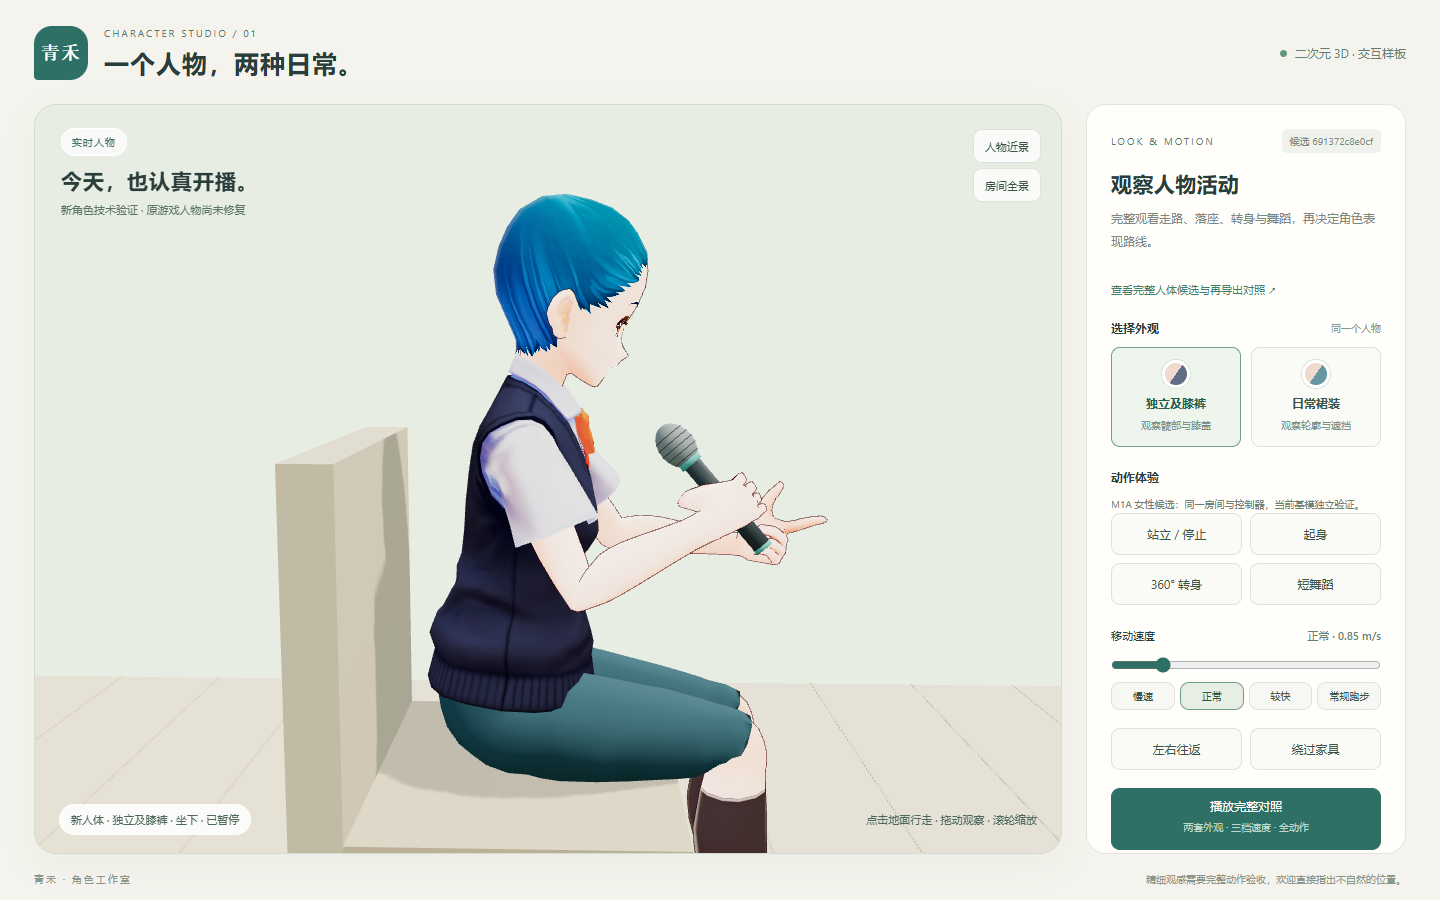 青禾
CHARACTER STUDIO / 01
一个人物，两种日常。
二次元 3D · 交互样板
实时人物
今天，也认真开播。
新角色技术验证 · 原游戏人物尚未修复
人物近景
房间全景
新人体 · 独立及膝裤 · 坐下 · 已暂停
点击地面行走 · 拖动观察 · 滚轮缩放
LOOK & MOTION
候选 691372c8e0cf
观察人物活动
完整观看走路、落座、转身与舞蹈，再决定角色表
现路线。
查看完整人体候选与再导出对照 ↗
选择外观
同一个人物
独立及膝裤
观察髋部与膝盖
日常裙装
观察轮廓与遮挡
动作体验
M1A 女性候选：同一房间与控制器，当前基模独立验证。
站立 / 停止
起身
360° 转身
短舞蹈
移动速度
正常 · 0.85 m/s
慢速
正常
较快
常规跑步
左右往返
绕过家具
播放完整对照
两套外观 · 三档速度 · 全动作
青禾 · 角色工作室
精细观感需要完整动作验收，欢迎直接指出不自然的位置。